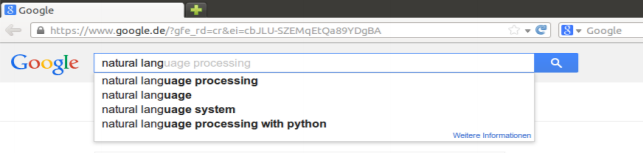 Google
https://www.google.de/?gfe_rd=cr&ei=cbJLU-SZEMqEtQa89YDgBA
Google
Google natural language processing
natural language processing
natural language
natural language system
natural language processing with python
Weitere Informationen